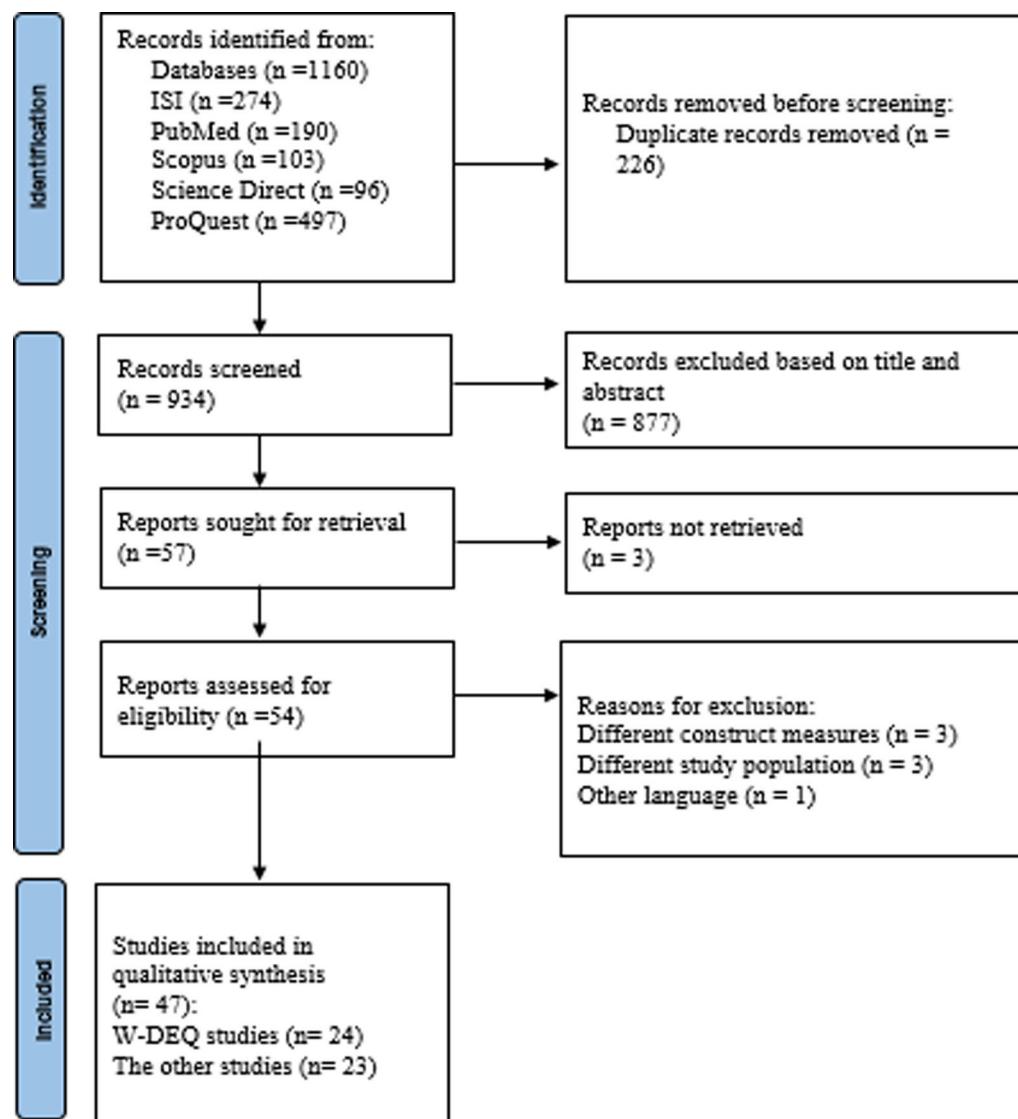 Identification
Records identified from:
Databases (n =1160)
ISI (n =274)
PubMed (n =190)
Scopus (n =103)
Science Direct (n =96)
ProQuest (n =497)
Records removed before screening:
Duplicate records removed (n =
226)
Screening
Records screened
(n = 934)
Records excluded based on title and
abstract
(n = 877)
Reports sought for retrieval
(n =57)
Reports not retrieved
(n = 3)
Reports assessed for
eligibility (n =54)
Reasons for exclusion:
Different construct measures (n = 3)
Different study population (n = 3)
Other language (n = 1)
Included
Studies included in
qualitative synthesis
(n= 47):
W-DEQ studies (n= 24)
The other studies (n= 23)